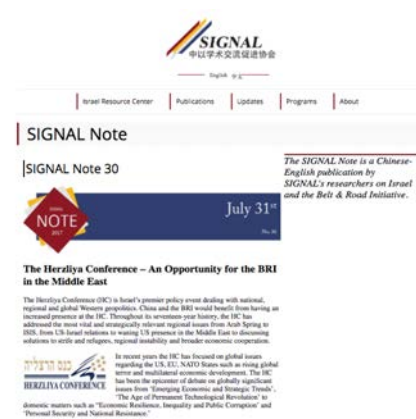 SIGNAL
中以学术交流促进协会
English 中文
Israel Resource Center
Publications
Updates
Programs
About
SIGNAL Note
SIGNAL Note 30
The SIGNAL Note is a Chinese-
English publication by
SIGNAL's researchers on Israel
and the Belt & Road Initiative.
SIGNAL
NOTE
2017
July 31st
No. 30
The Herzliya Conference – An Opportunity for the BRI
in the Middle East
The Herzliya Conference (HC) is Israel's premier policy event dealing with national,
regional and global Western geopolitics. China and the BRI would benefit from having an
increased presence at the HC. Throughout its seventeen-year history, the HC has
addressed the most vital and strategically relevant regional issues from Arab Spring to
ISIS, from US-Israel relations to waning US presence in the Middle East to discussing
solutions to strife and refugees, regional instability and broader economic cooperation.
כנס הרצליה
HERZLIYA CONFERENCE
In recent years the HC has focused on global issues
regarding the US, EU, NATO States such as rising global
terror and multilateral economic development. The HC
has been the epicenter of debate on globally significant
issues from 'Emerging Economic and Strategic Trends',
'The Age of Permanent Technological Revolution' to
domestic matters such as "Economic Resilience, Inequality and Public Corruption' and
'Personal Security and National Resistance.'